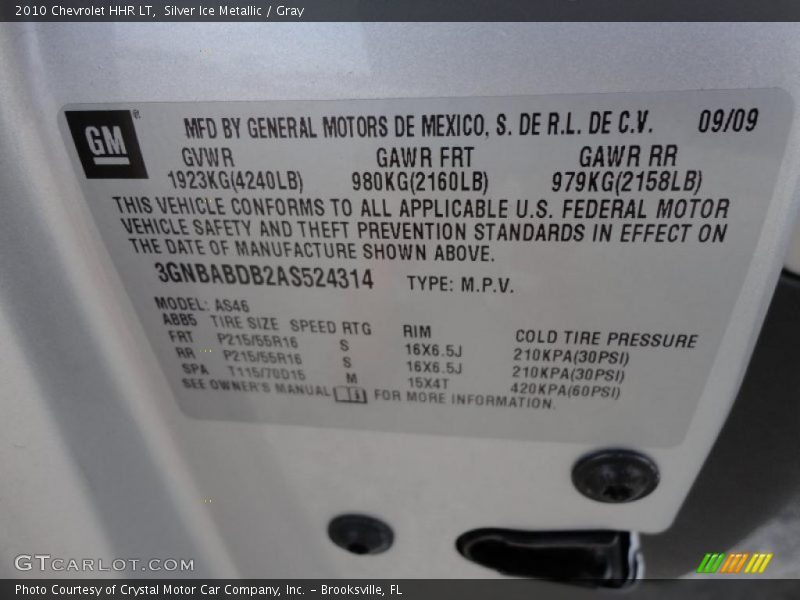 2010 Chevrolet HHR LT,  Silver Ice Metallic / Gray
GM®
MFD BY GENERAL MOTORS DE MEXICO, S. DE R.L. DE C.V. 09/09
GVWR GAWR FRT GAWR RR
1923KG(4240LB) 980KG(2160LB) 979KG(2158LB)
THIS VEHICLE CONFORMS TO ALL APPLICABLE U.S. FEDERAL MOTOR
VEHICLE SAFETY AND THEFT PREVENTION STANDARDS IN EFFECT ON
THE DATE OF MANUFACTURE SHOWN ABOVE.
3GNBABDB2AS524314 TYPE: M.P.V.
MODEL: AS46
ABB5 TIRE SIZE SPEED RTG RIM COLD TIRE PRESSURE
FRT P215/55R16 S 16X6.5J 210KPA(30PSI)
RR P215/55R16 S 16X6.5J 210KPA(30PSI)
SPA T115/70D15 M 15X4T 420KPA(60PSI)
SEE OWNER'S MANUAL FOR MORE INFORMATION.
GTCARLOT.COM
Photo Courtesy of Crystal Motor Car Company, Inc. – Brooksville, FL